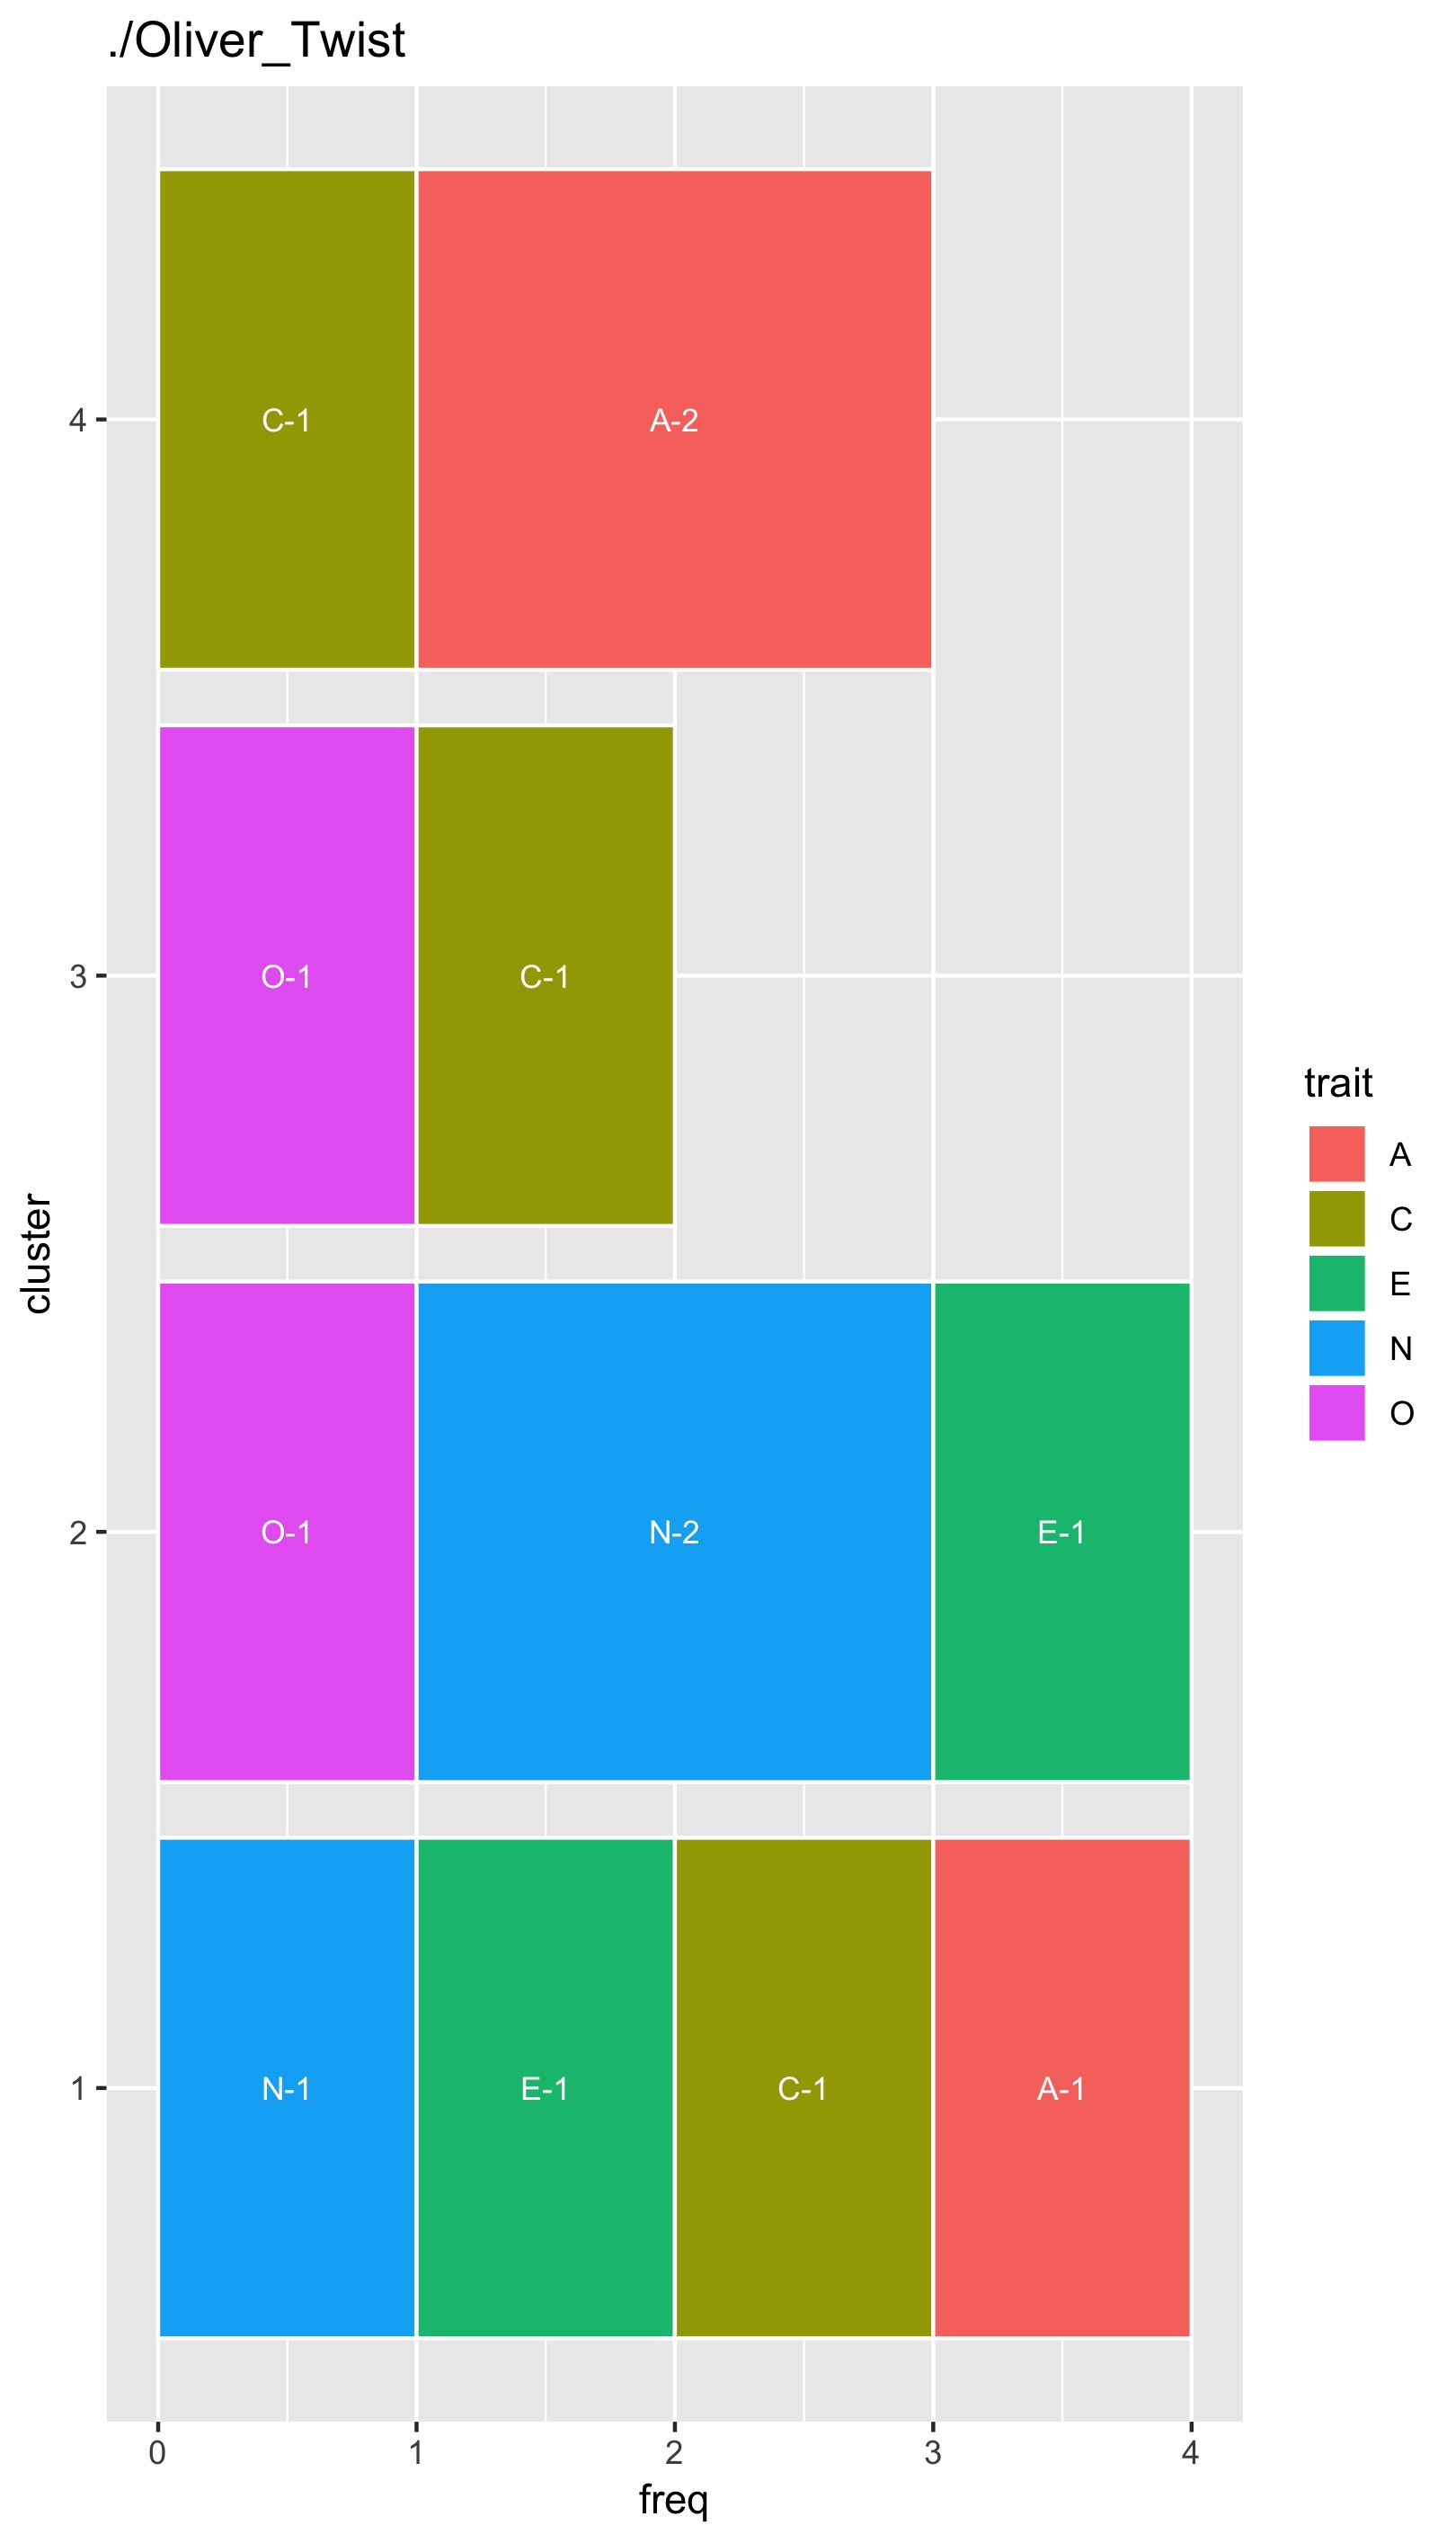 ./Oliver_Twist
4
C-1 A-2
3
O-1 C-1
cluster
trait
A
C
E
N
O
2
O-1 N-2 E-1
1
N-1 E-1 C-1 A-1
0 1 2 3 4
freq